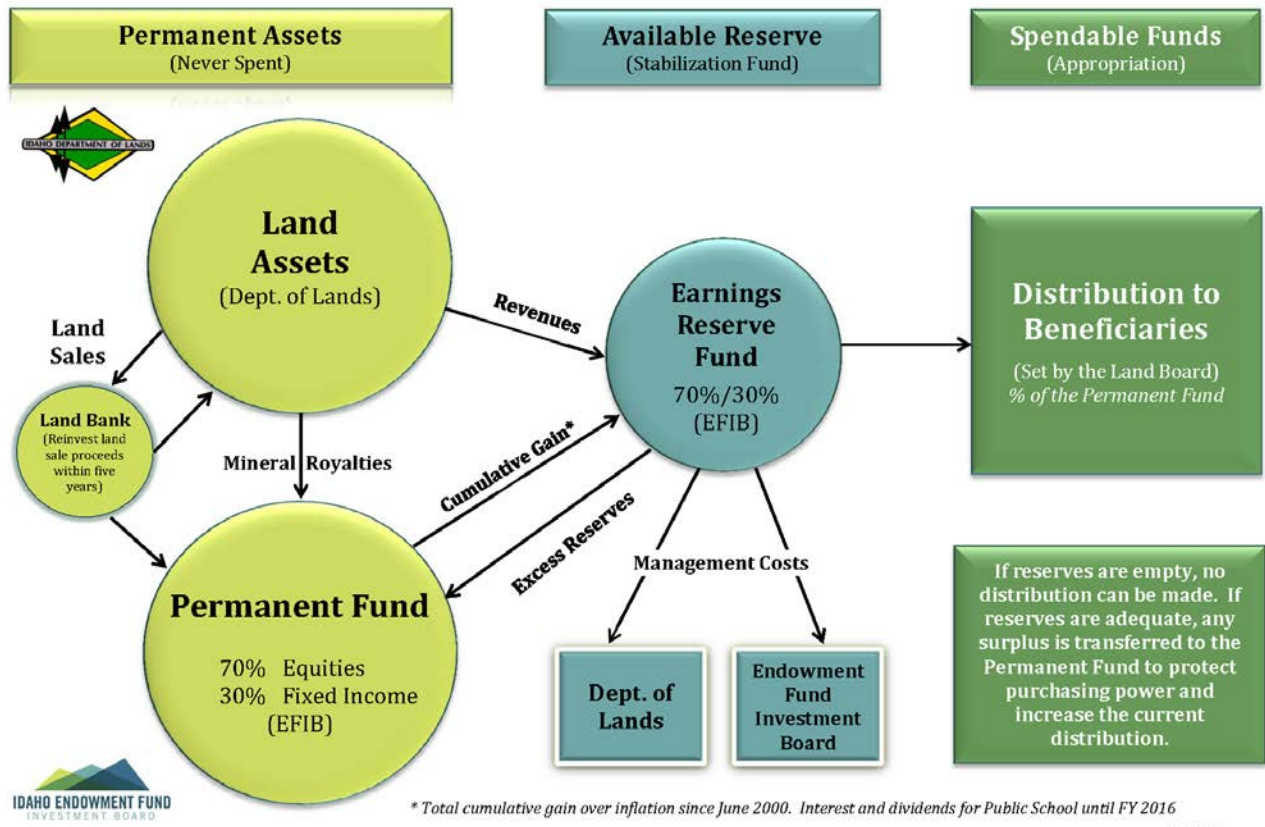 Permanent Assets
(Never Spent)
Available Reserve
(Stabilization Fund)
Spendable Funds
(Appropriation)
IDAHO DEPARTMENT OF LANDS
Land
Assets
(Dept. of Lands)
Revenues
Earnings
Reserve
Fund
70%/30%
(EFIB)
Distribution to
Beneficiaries
(Set by the Land Board)
% of the Permanent Fund
Land
Sales
Land Bank
(Reinvest land
sale proceeds
within five
years)
Mineral Royalties
Cumulative Gain*
Excess Reserves
Management Costs
Permanent Fund
70% Equities
30% Fixed Income
(EFIB)
Dept. of
Lands
Endowment
Fund
Investment
Board
If reserves are empty, no
distribution can be made. If
reserves are adequate, any
surplus is transferred to the
Permanent Fund to protect
purchasing power and
increase the current
distribution.
IDAHO ENDOWMENT FUND
INVESTMENT BOARD
* Total cumulative gain over inflation since June 2000. Interest and dividends for Public School until FY 2016